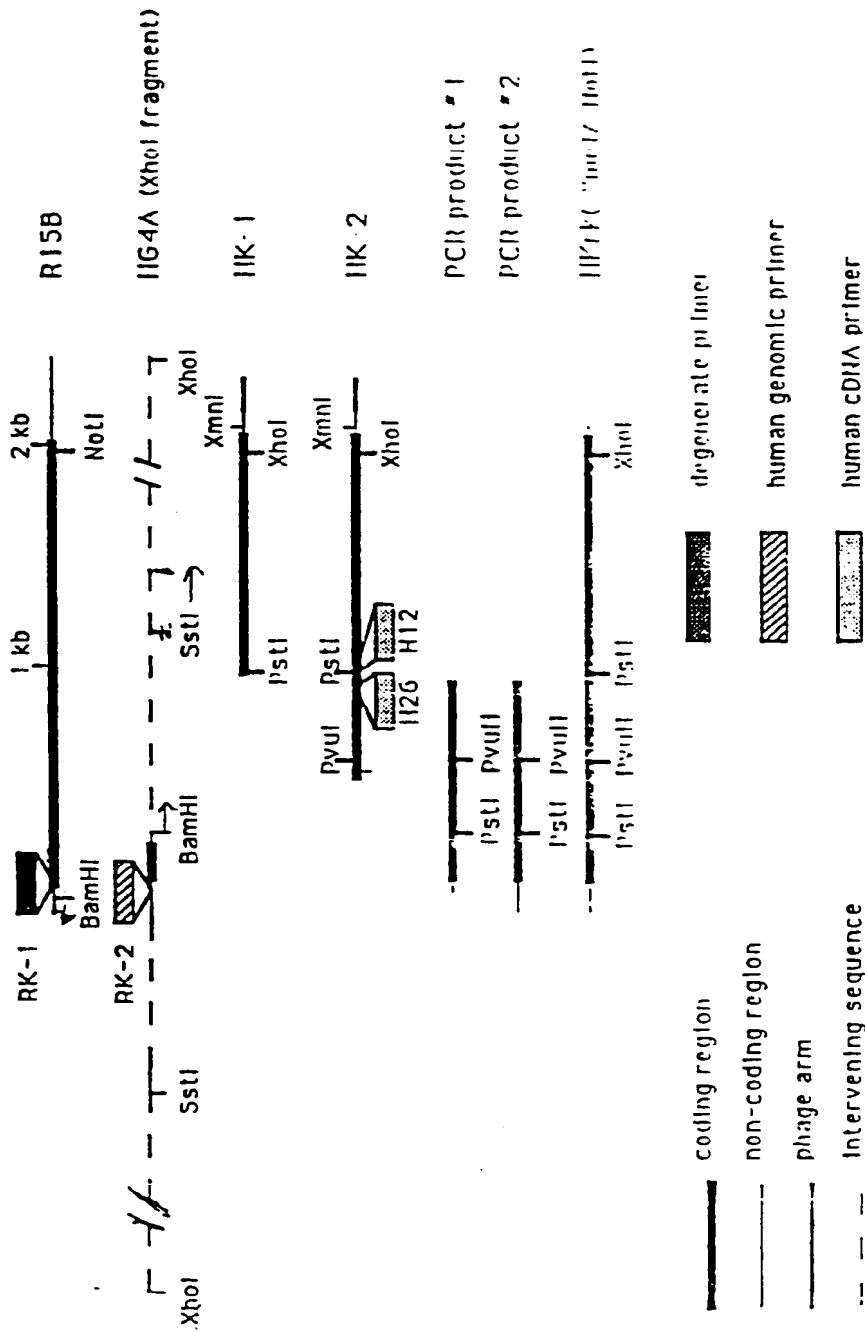 RK-1
1 kb
2 kb
R15B
BamHI
NotI
RK-2
HG4A (XhoI fragment)
XhoI
SstI
BamHI
SstI
XhoI
HK-1
XmnI
PstI
XhoI
HK-2
PvuI
PstI
XmnI
H26
H12
XhoI
PCR product #1
PstI
PvuII
PCR product #2
PstI
PvuII
PstI
PvuII
PstI
XhoI
coding region
non-coding region
phage arm
intervening sequence
degenerate primer
human genomic primer
human cDNA primer